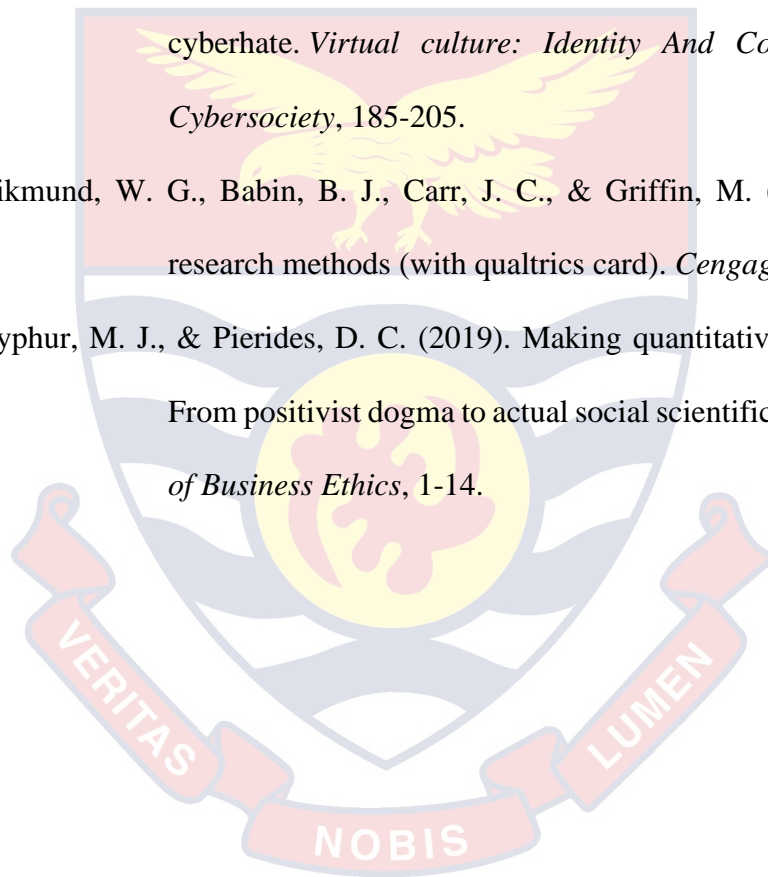 cyberhate. Virtual culture: Identity And Co
Cybersociety, 185-205.
ikmund, W. G., Babin, B. J., Carr, J. C., & Griffin, M. (
research methods (with qualtrics card). Cengag
yphur, M. J., & Pierides, D. C. (2019). Making quantitativ
From positivist dogma to actual social scientific
of Business Ethics, 1-14.
VERITAS
NOBIS
LUMEN